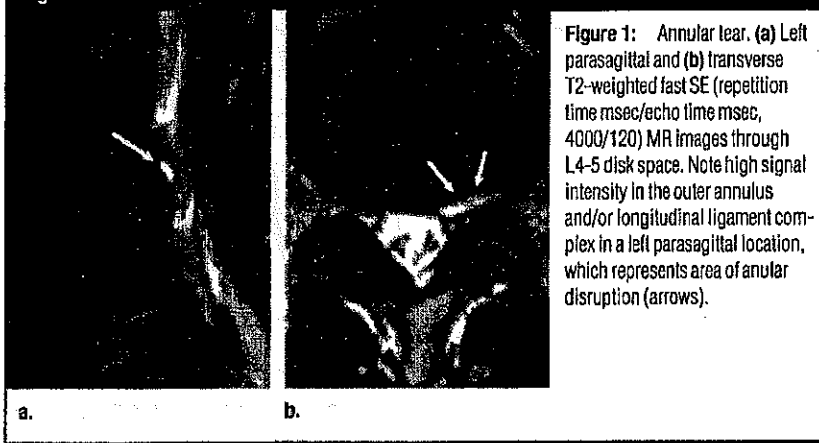 Figure 1: Annular tear. (a) Left
parasagittal and (b) transverse
T2-weighted fast SE (repetition
time msec/echo time msec,
4000/120) MR images through
L4-5 disk space. Note high signal
intensity in the outer annulus
and/or longitudinal ligament com-
plex in a left parasagittal location,
which represents area of anular
disruption (arrows).
a. b.